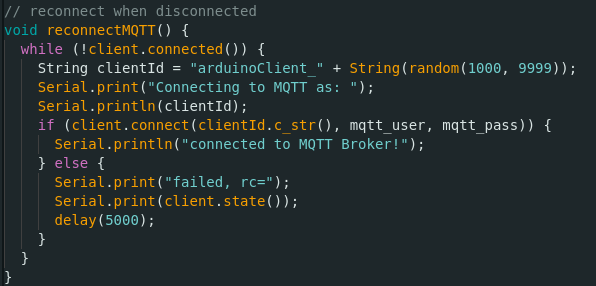 // reconnect when disconnected
void reconnectMQTT() {
  while (!client.connected()) {
    String clientId = "arduinoClient_" + String(random(1000, 9999));
    Serial.print("Connecting to MQTT as: ");
    Serial.println(clientId);
    if (client.connect(clientId.c_str(), mqtt_user, mqtt_pass)) {
      Serial.println("connected to MQTT Broker!");
    } else {
      Serial.print("failed, rc=");
      Serial.print(client.state());
      delay(5000);
    }
  }
}